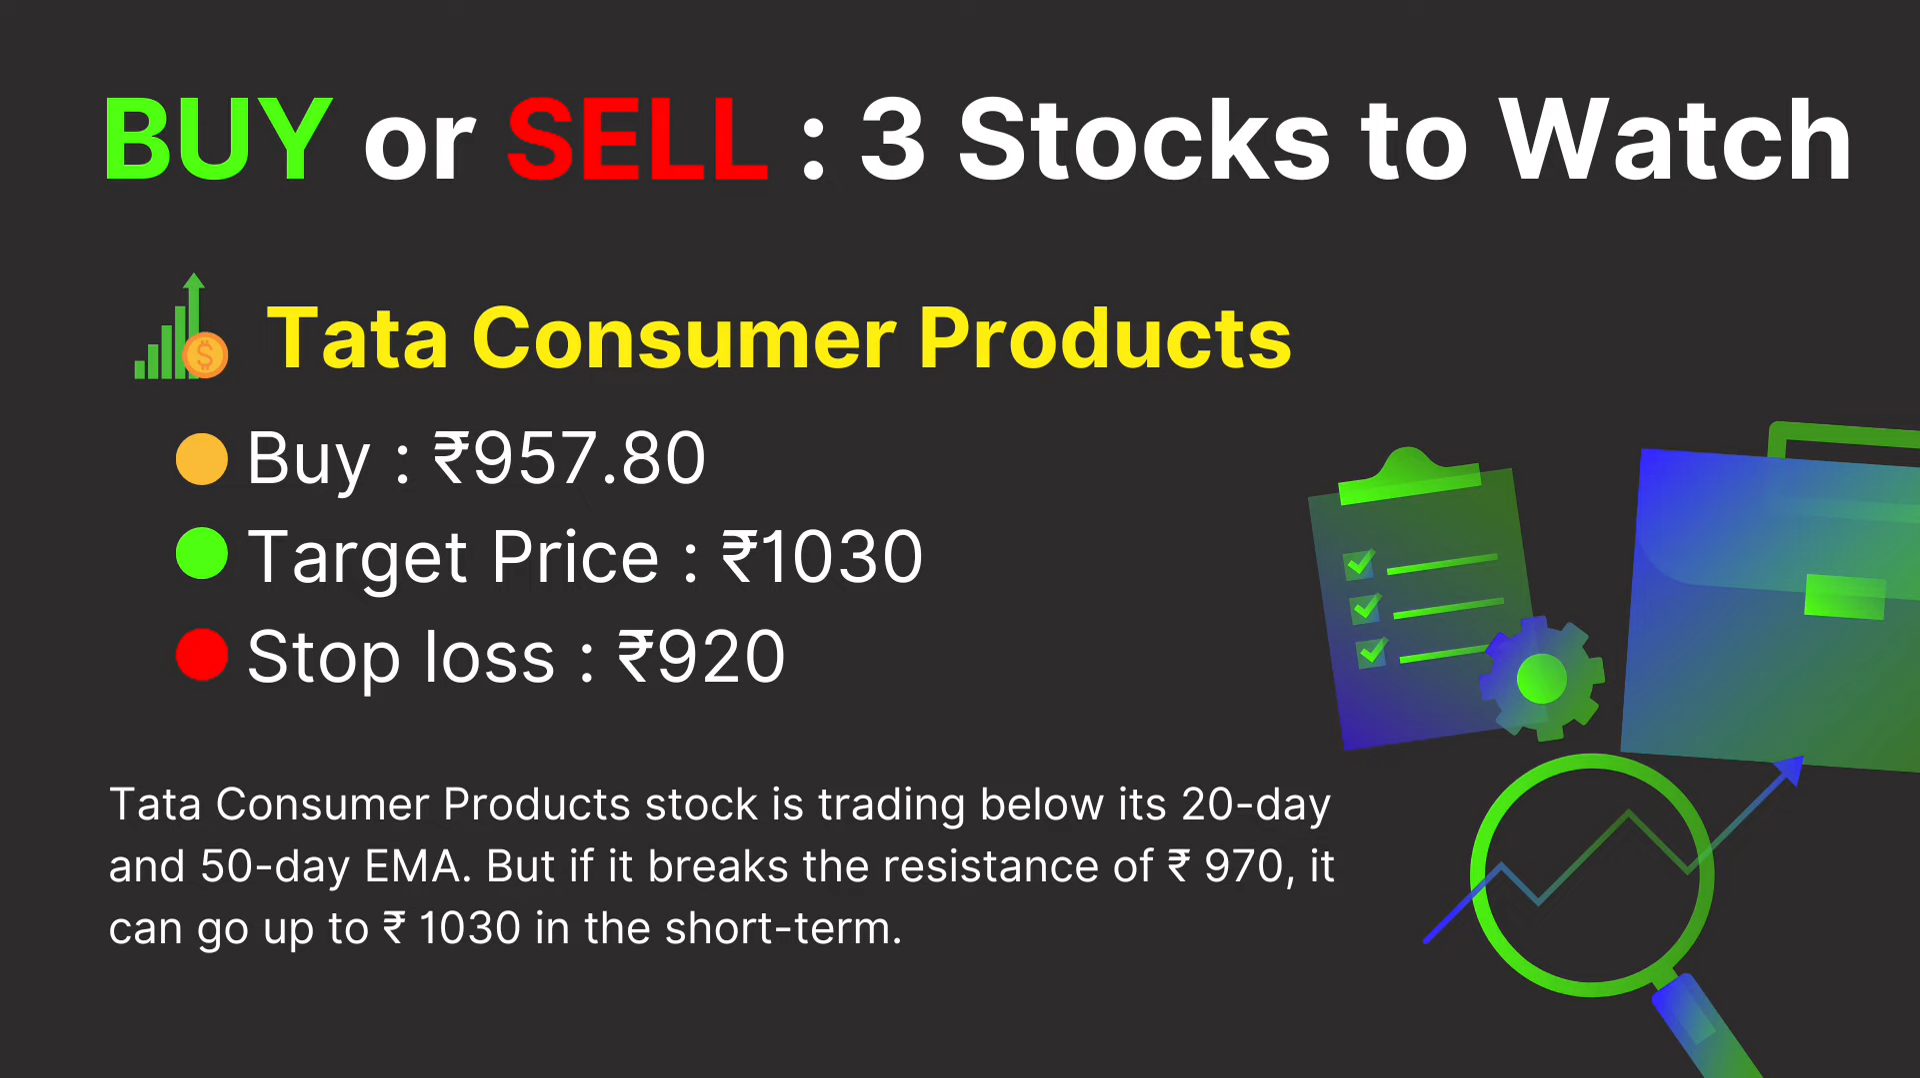 BUY or SELL : 3 Stocks to Watch
$ Tata Consumer Products
Buy : ₹957.80
Target Price : ₹1030
Stop loss : ₹920
Tata Consumer Products stock is trading below its 20-day
and 50-day EMA. But if it breaks the resistance of ₹ 970, it
can go up to ₹ 1030 in the short-term.